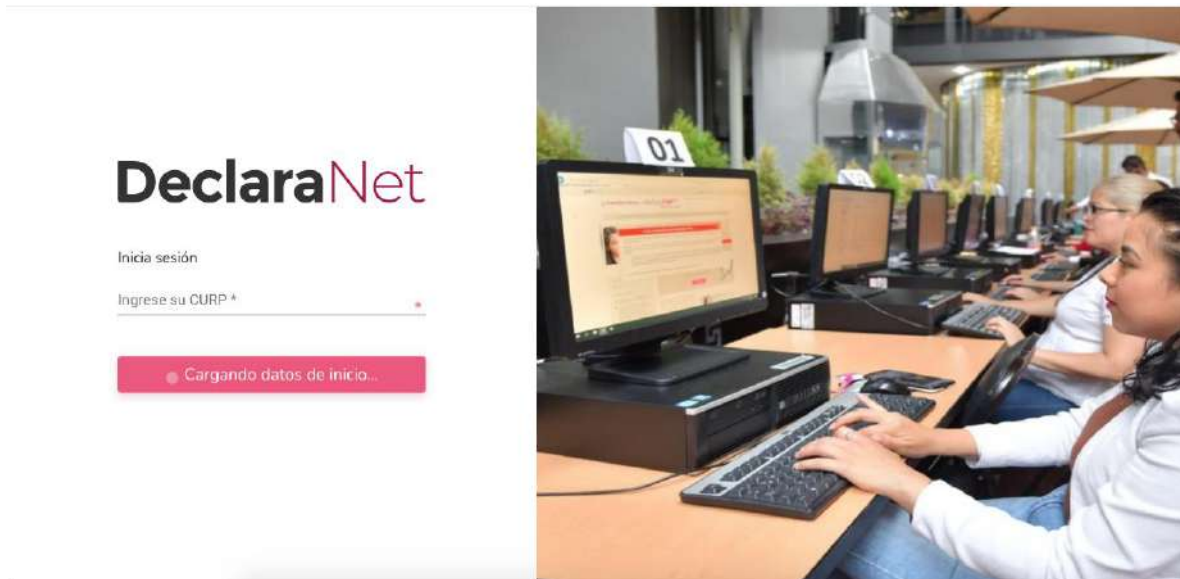 DeclaraNet
Inicia sesión
Ingrese su CURP *
Cargando datos de inicio...
01